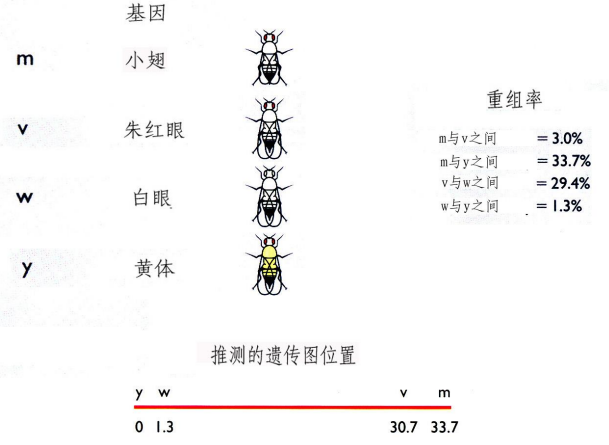 基因
m 小翅
v 朱红眼
w 白眼
y 黄体
重组率
m与v之间 =3.0%
m与y之间 =33.7%
v与w之间 =29.4%
w与y之间 =1.3%
推测的遗传图位置
y w v m
0 1.3 30.7 33.7